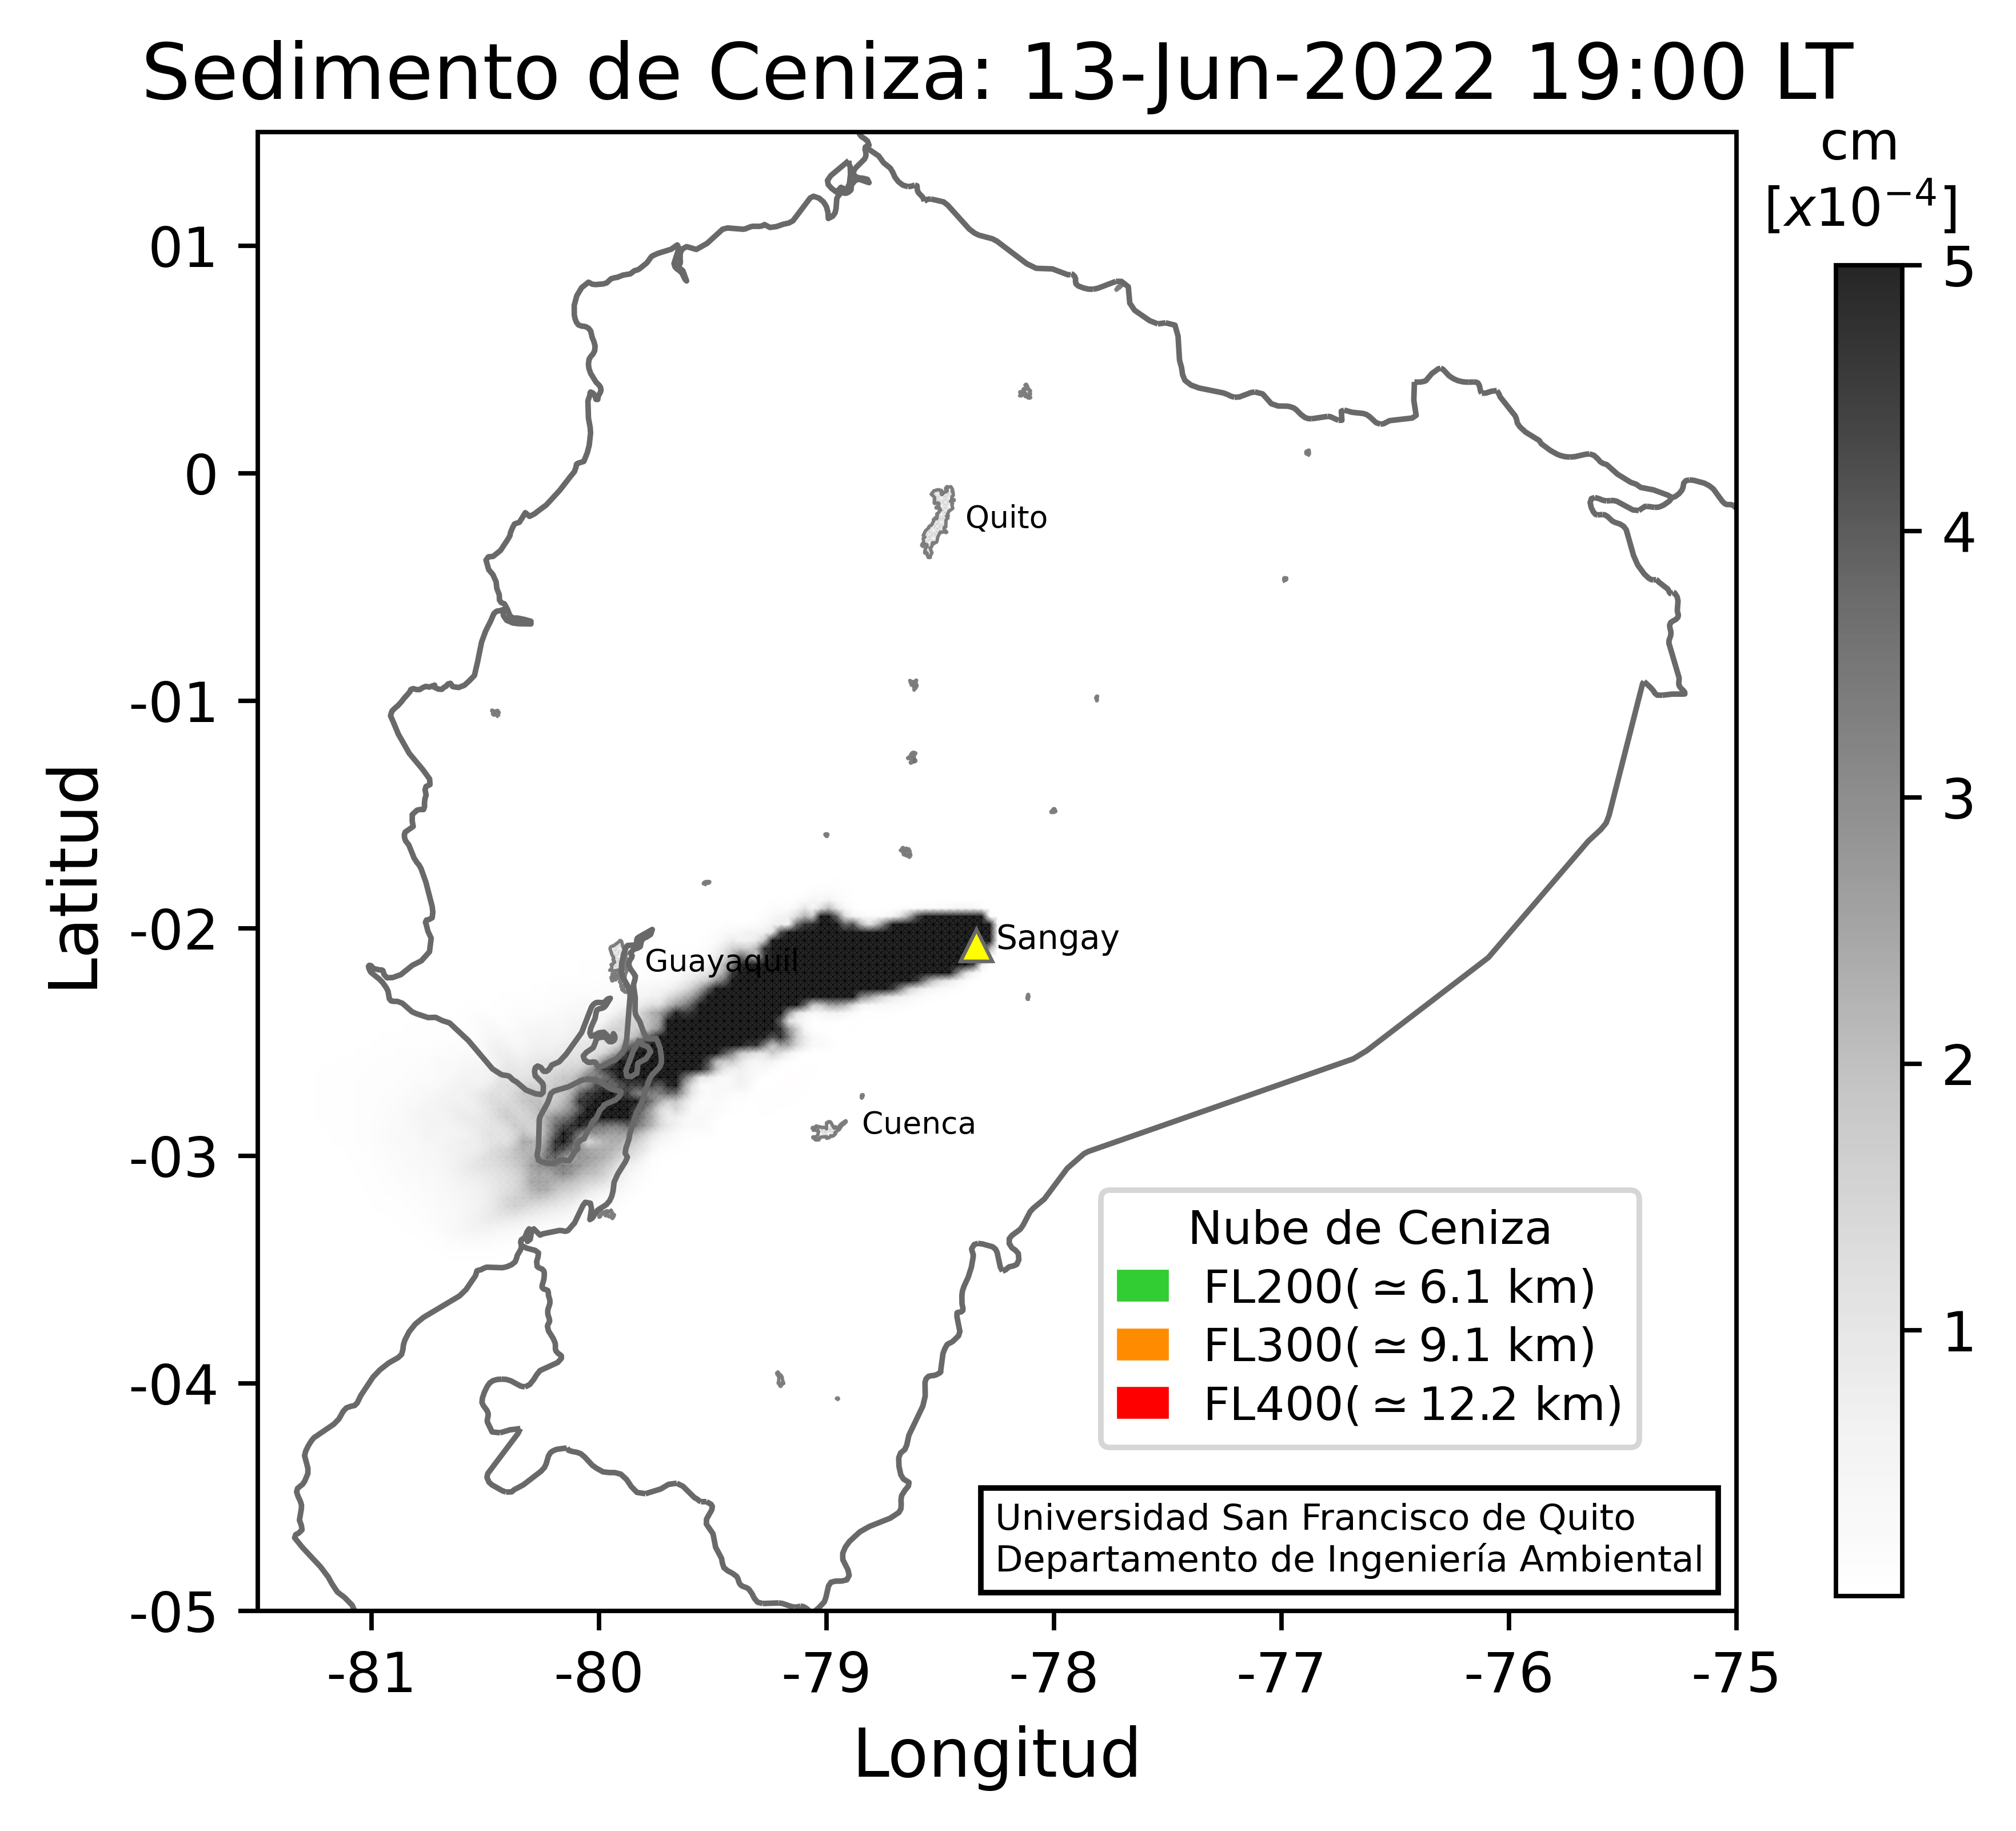 Sedimento de Ceniza: 13-Jun-2022 19:00 LT
cm
[x10⁻⁴]
5
4
3
2
1
Latitud
01
0
-01
-02
-03
-04
-05
Quito
Sangay
Guayaquil
Cuenca
Nube de Ceniza
FL200(≃6.1 km)
FL300(≃9.1 km)
FL400(≃12.2 km)
Universidad San Francisco de Quito
Departamento de Ingeniería Ambiental
-81 -80 -79 -78 -77 -76 -75
Longitud